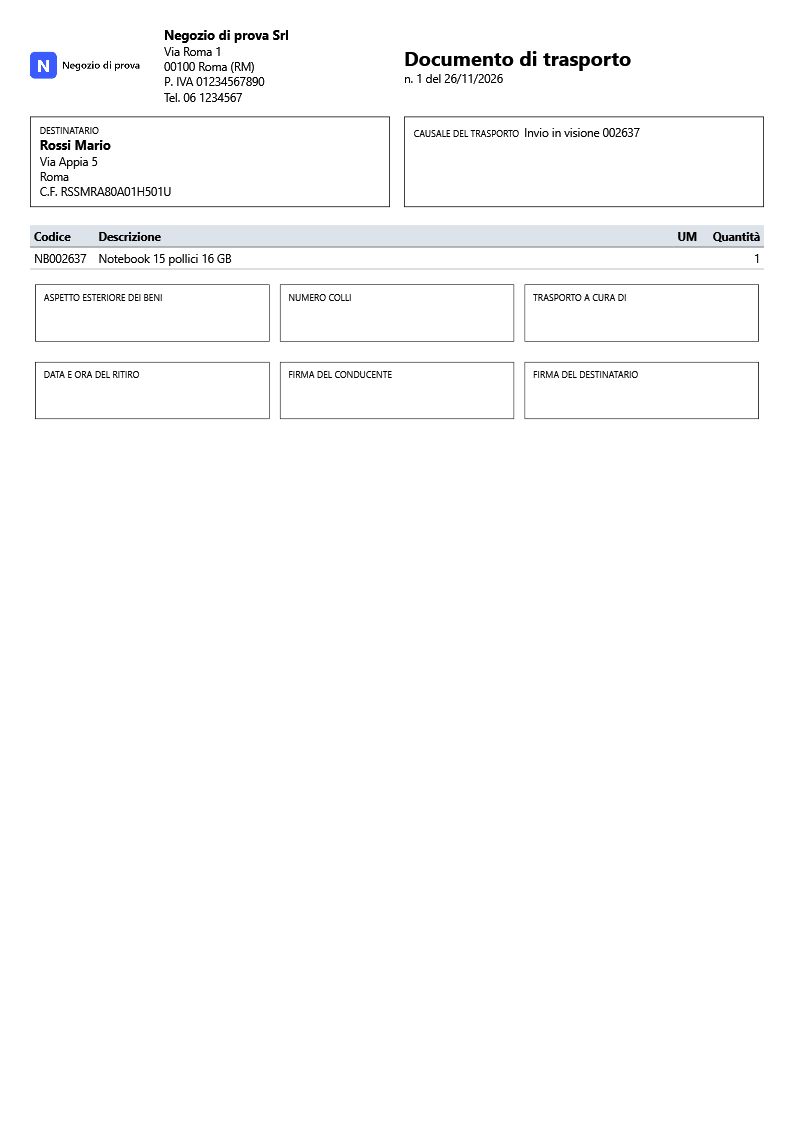 N Negozio di prova
Negozio di prova Srl
Via Roma 1
00100 Roma (RM)
P. IVA 01234567890
Tel. 06 1234567
Documento di trasporto
n. 1 del 26/11/2026
DESTINATARIO
Rossi Mario
Via Appia 5
Roma
C.F. RSSMRA80A01H501U
CAUSALE DEL TRASPORTO Invio in visione 002637
Codice Descrizione UM Quantità
NB002637 Notebook 15 pollici 16 GB 1
ASPETTO ESTERIORE DEI BENI NUMERO COLLI TRASPORTO A CURA DI
DATA E ORA DEL RITIRO FIRMA DEL CONDUCENTE FIRMA DEL DESTINATARIO